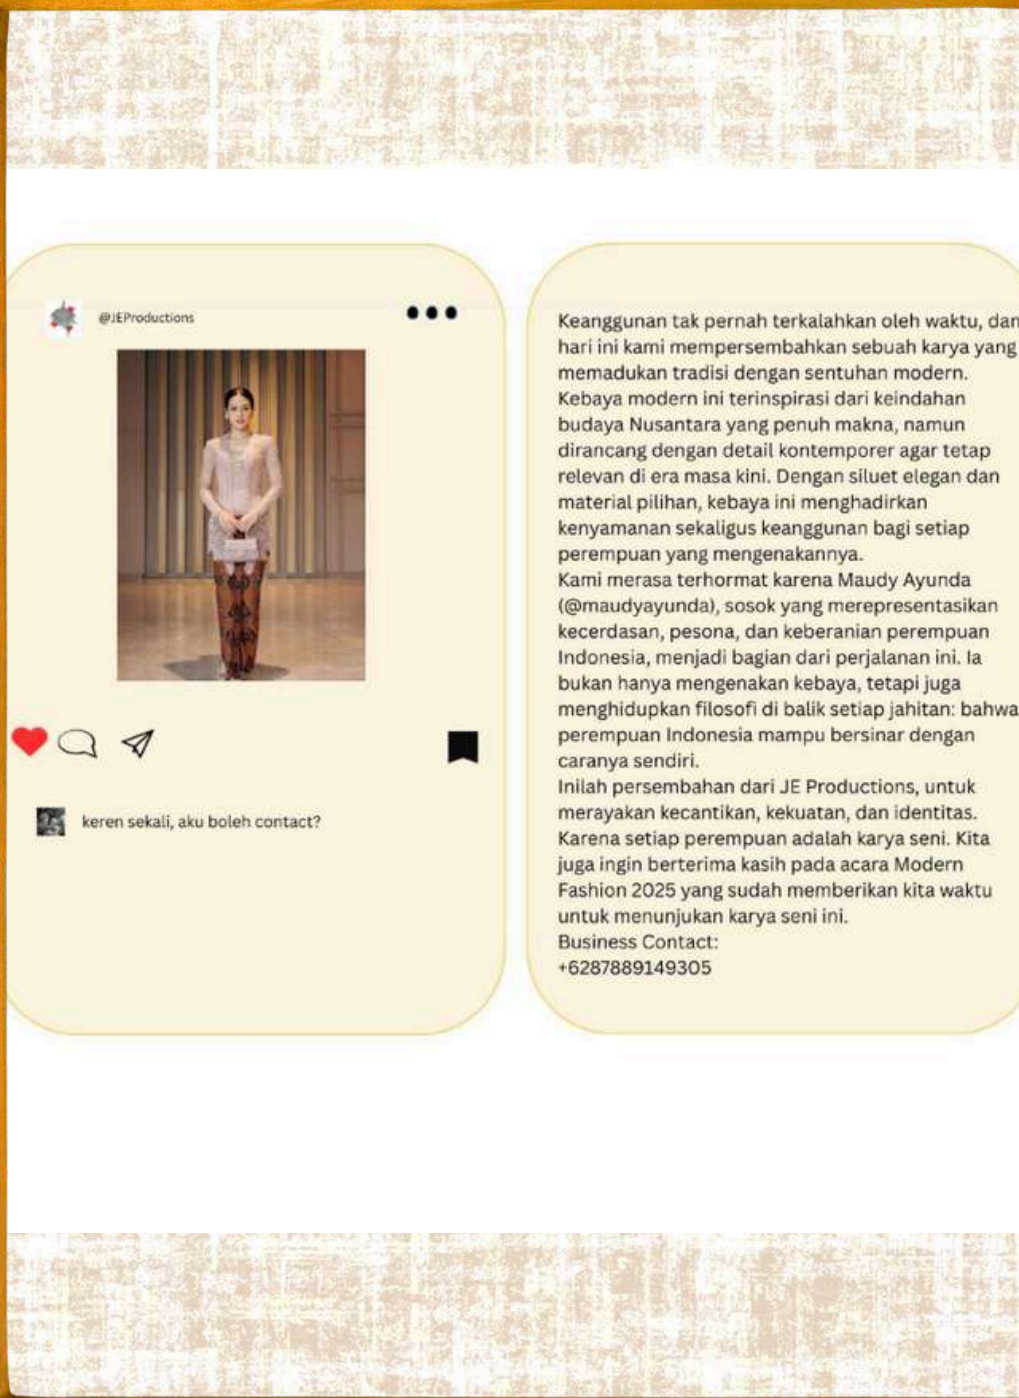 @JEProductions
keren sekali, aku boleh contact?
Keanggunan tak pernah terkalahkan oleh waktu, dan
hari ini kami mempersembahkan sebuah karya yang
memadukan tradisi dengan sentuhan modern.
Kebaya modern ini terinspirasi dari keindahan
budaya Nusantara yang penuh makna, namun
dirancang dengan detail kontemporer agar tetap
relevan di era masa kini. Dengan siluet elegan dan
material pilihan, kebaya ini menghadirkan
kenyamanan sekaligus keanggunan bagi setiap
perempuan yang mengenakannya.
Kami merasa terhormat karena Maudy Ayunda
(@maudyayunda), sosok yang merepresentasikan
kecerdasan, pesona, dan keberanian perempuan
Indonesia, menjadi bagian dari perjalanan ini. Ia
bukan hanya mengenakan kebaya, tetapi juga
menghidupkan filosofi di balik setiap jahitan: bahwa
perempuan Indonesia mampu bersinar dengan
caranya sendiri.
Inilah persembahan dari JE Productions, untuk
merayakan kecantikan, kekuatan, dan identitas.
Karena setiap perempuan adalah karya seni. Kita
juga ingin berterima kasih pada acara Modern
Fashion 2025 yang sudah memberikan kita waktu
untuk menunjukan karya seni ini.
Business Contact:
+6287889149305